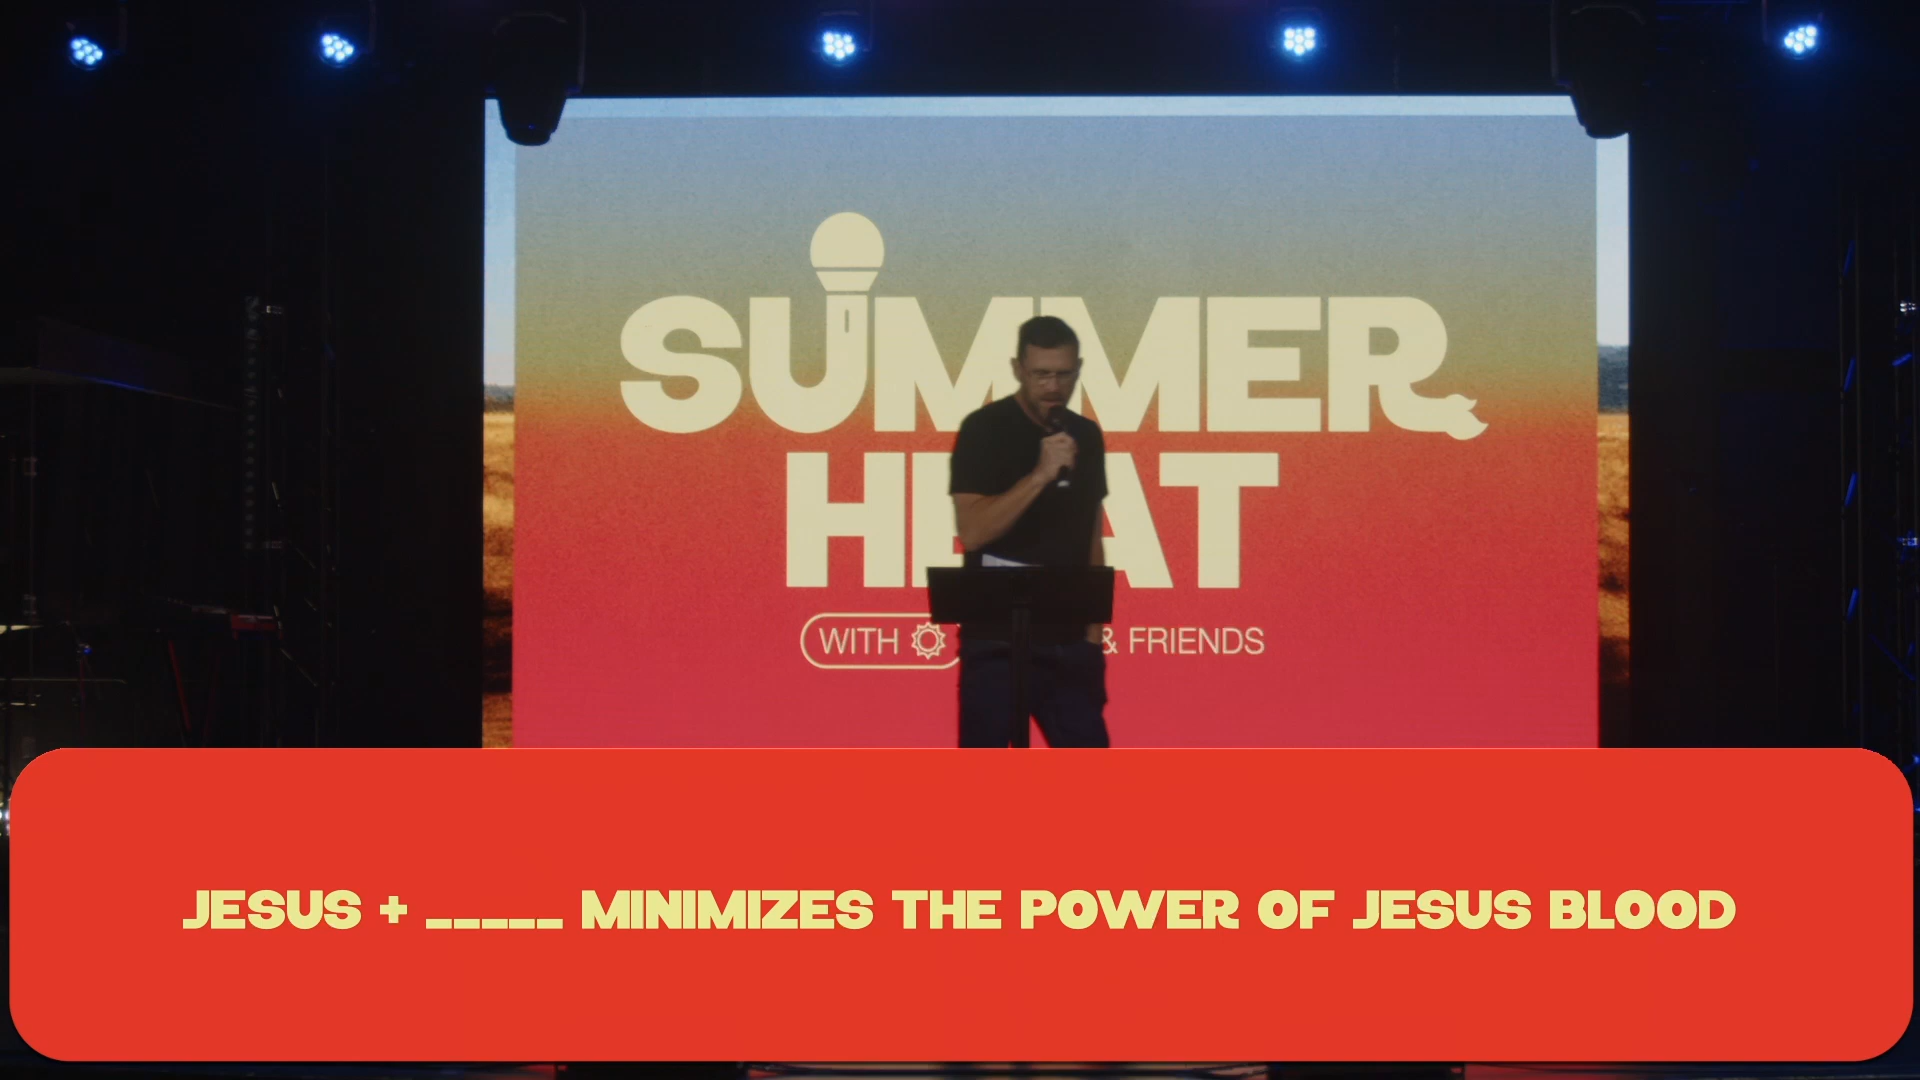 SUMMER
HEAT
WITH & FRIENDS
JESUS + _____ MINIMIZES THE POWER OF JESUS BLOOD